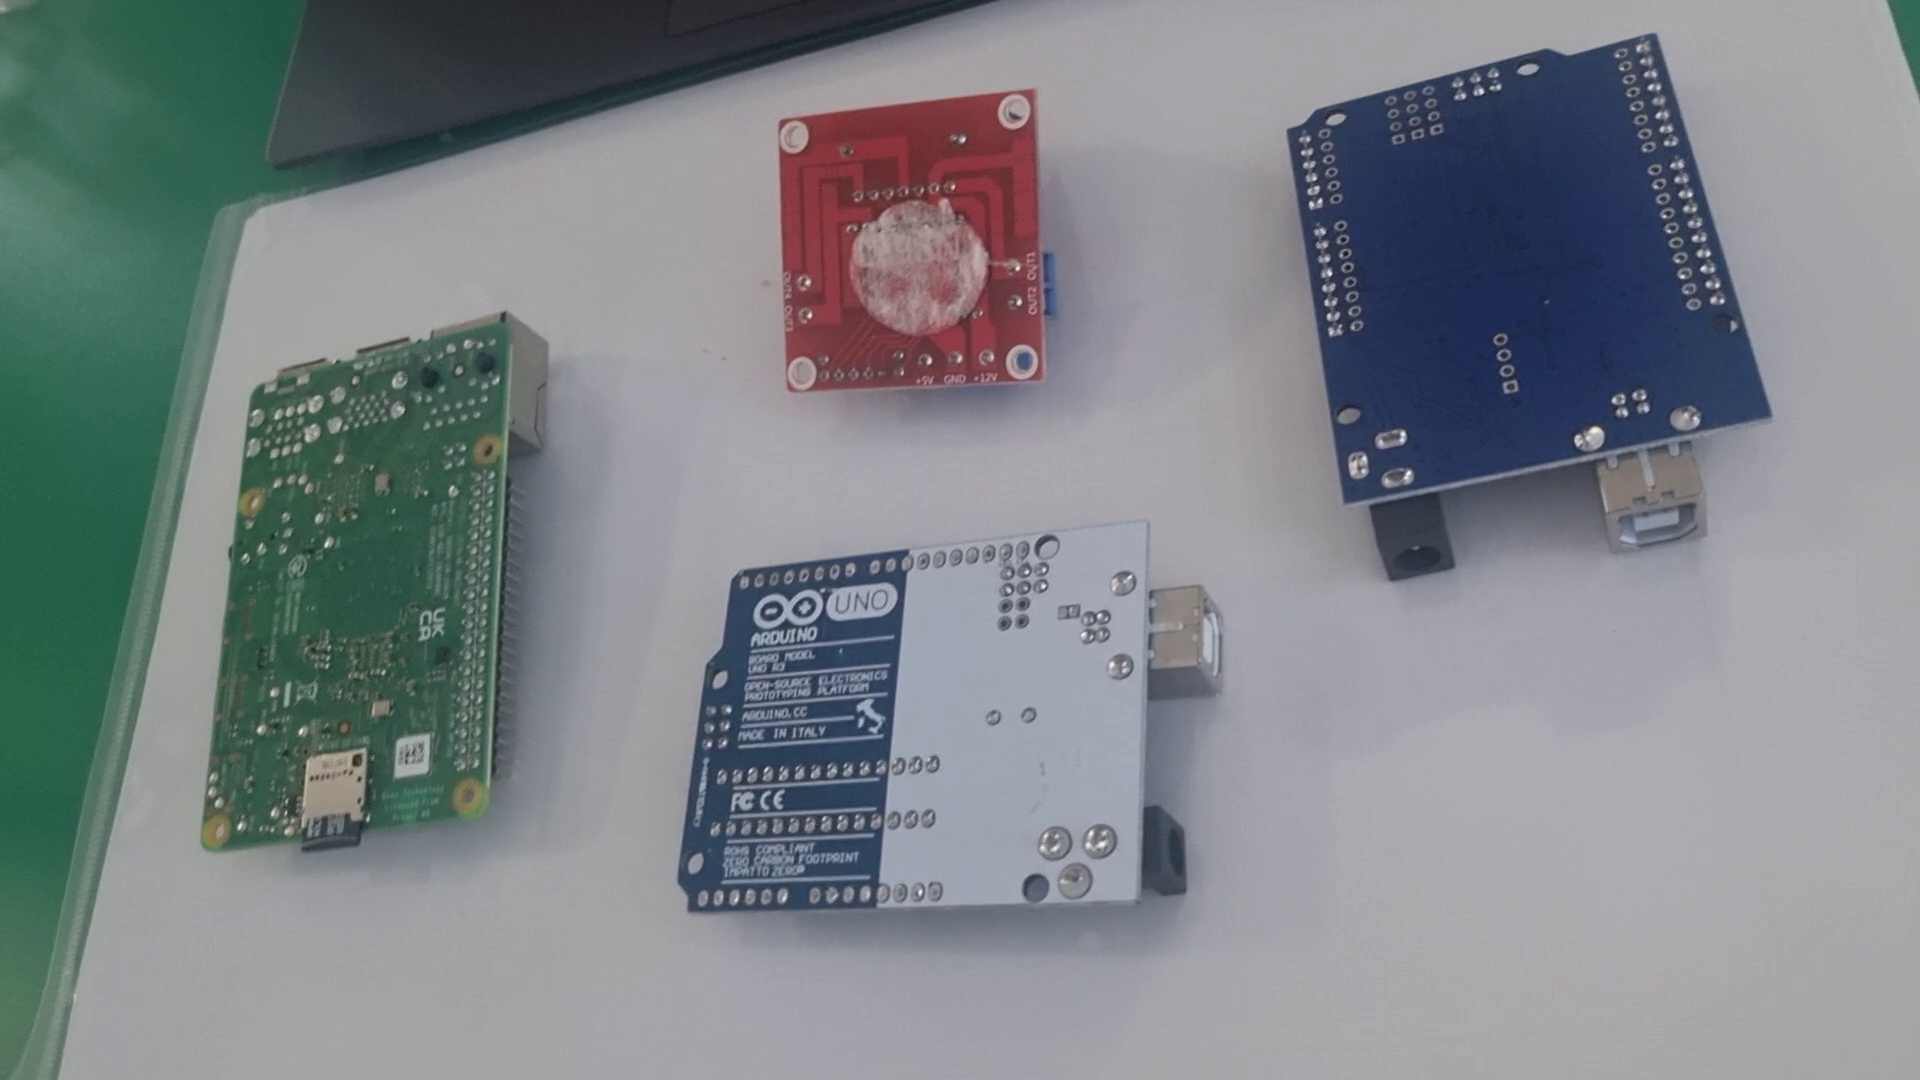 OUT4 OUT3
OUT2 OUT1
+5V GND +12V
UK
CA
UNO
ARDUINO
BOARD MODEL
UNO R3
OPEN-SOURCE ELECTRONICS
PROTOTYPING PLATFORM
ARDUINO.CC
MADE IN ITALY
FC CE
ROHS COMPLIANT
ZERO CARBON FOOTPRINT
IMPATTO ZERO®